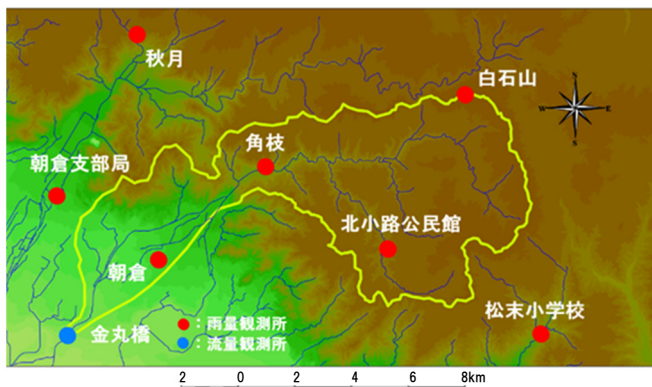 秋月
白石山
N
W
E
S
角枝
朝倉支部局
北小路公民館
朝倉
松末小学校
金丸橋
●：雨量観測所
●：流量観測所
2 0 2 4 6 8km